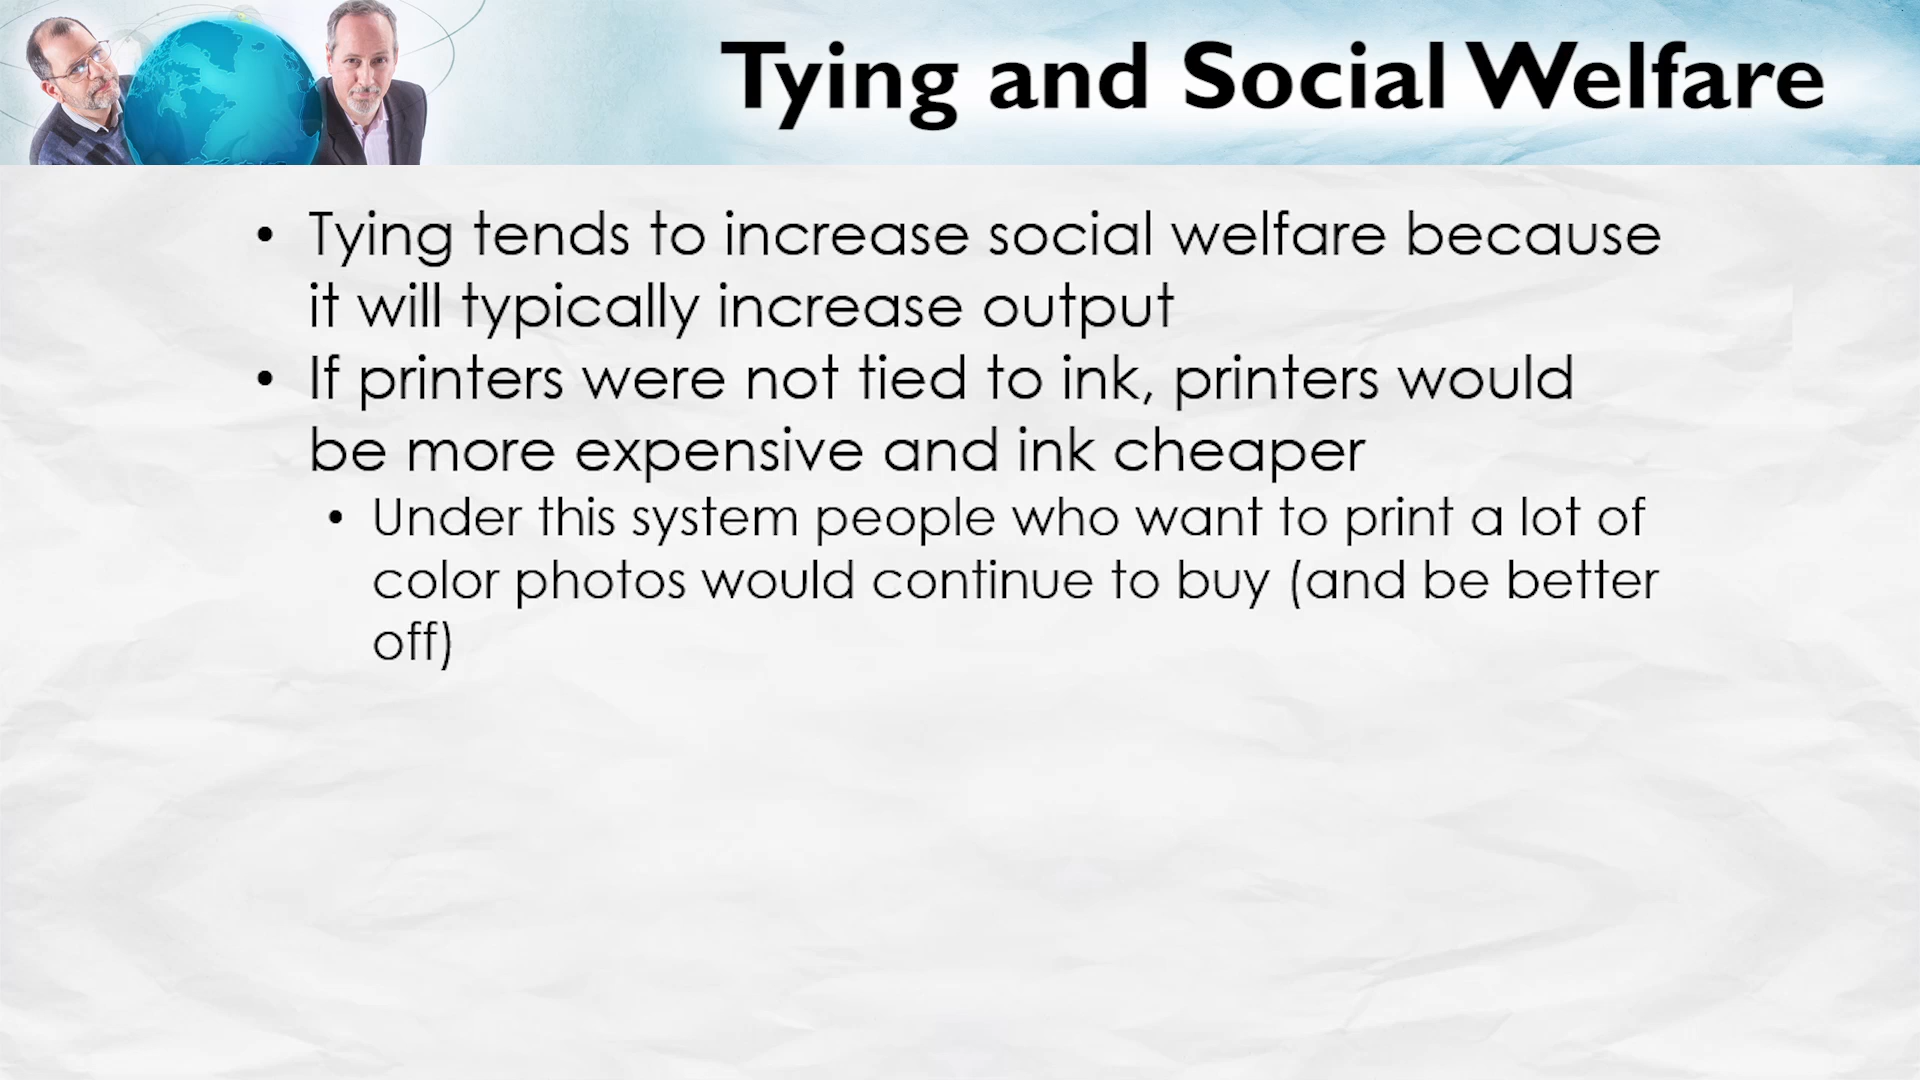 Tying and Social Welfare
• Tying tends to increase social welfare because
it will typically increase output
• If printers were not tied to ink, printers would
be more expensive and ink cheaper
• Under this system people who want to print a lot of
color photos would continue to buy (and be better
off)